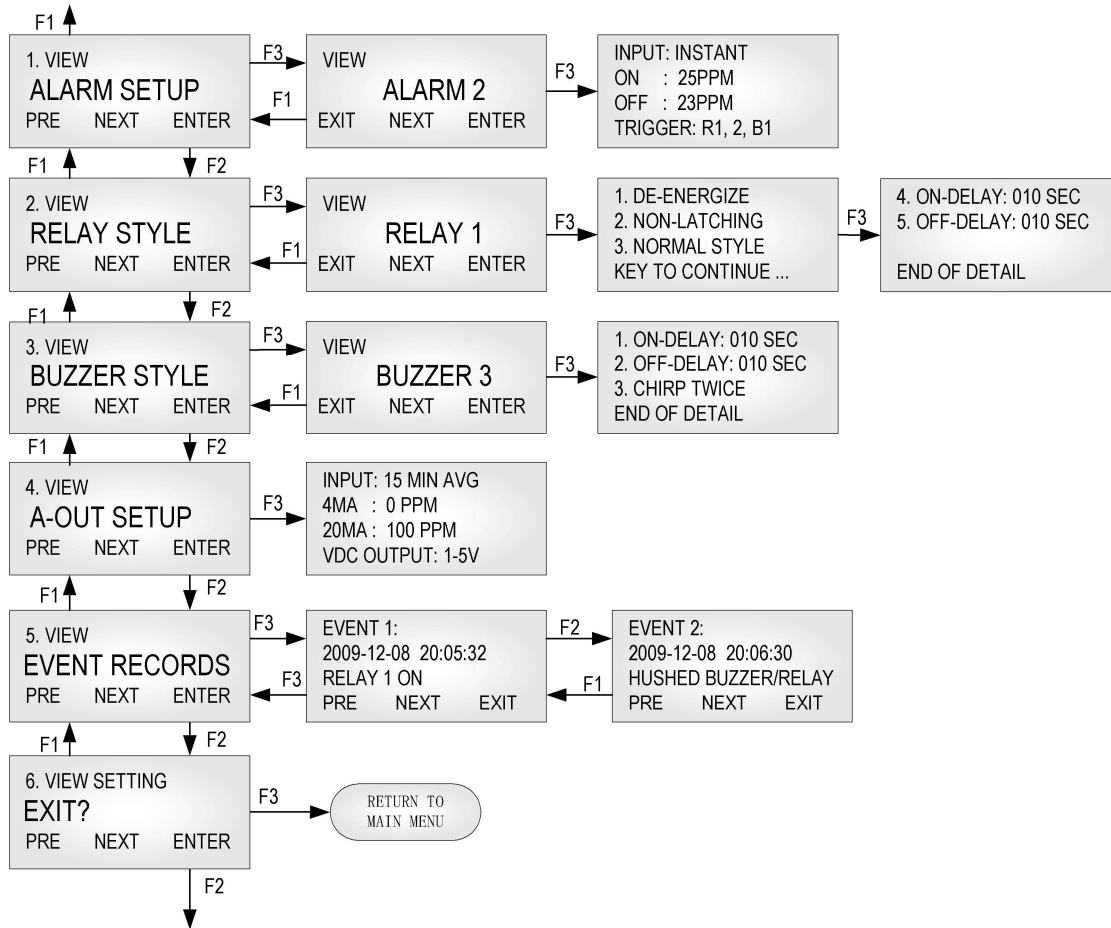 F1
1. VIEW
ALARM SETUP
PRE NEXT ENTER
F3
F1
VIEW
ALARM 2
EXIT NEXT ENTER
F3
INPUT: INSTANT
ON : 25PPM
OFF : 23PPM
TRIGGER: R1, 2, B1
F1
F2
2. VIEW
RELAY STYLE
PRE NEXT ENTER
F3
F1
VIEW
RELAY 1
EXIT NEXT ENTER
F3
1. DE-ENERGIZE
2. NON-LATCHING
3. NORMAL STYLE
KEY TO CONTINUE ...
F3
4. ON-DELAY: 010 SEC
5. OFF-DELAY: 010 SEC
END OF DETAIL
F1
F2
3. VIEW
BUZZER STYLE
PRE NEXT ENTER
F3
F1
VIEW
BUZZER 3
EXIT NEXT ENTER
F3
1. ON-DELAY: 010 SEC
2. OFF-DELAY: 010 SEC
3. CHIRP TWICE
END OF DETAIL
F1
F2
4. VIEW
A-OUT SETUP
PRE NEXT ENTER
F3
INPUT: 15 MIN AVG
4MA : 0 PPM
20MA : 100 PPM
VDC OUTPUT: 1-5V
F1
F2
5. VIEW
EVENT RECORDS
PRE NEXT ENTER
F3
F3
EVENT 1:
2009-12-08 20:05:32
RELAY 1 ON
PRE NEXT EXIT
F2
F1
EVENT 2:
2009-12-08 20:06:30
HUSHED BUZZER/RELAY
PRE NEXT EXIT
F1
F2
6. VIEW SETTING
EXIT?
PRE NEXT ENTER
F3
RETURN TO
MAIN MENU
F2